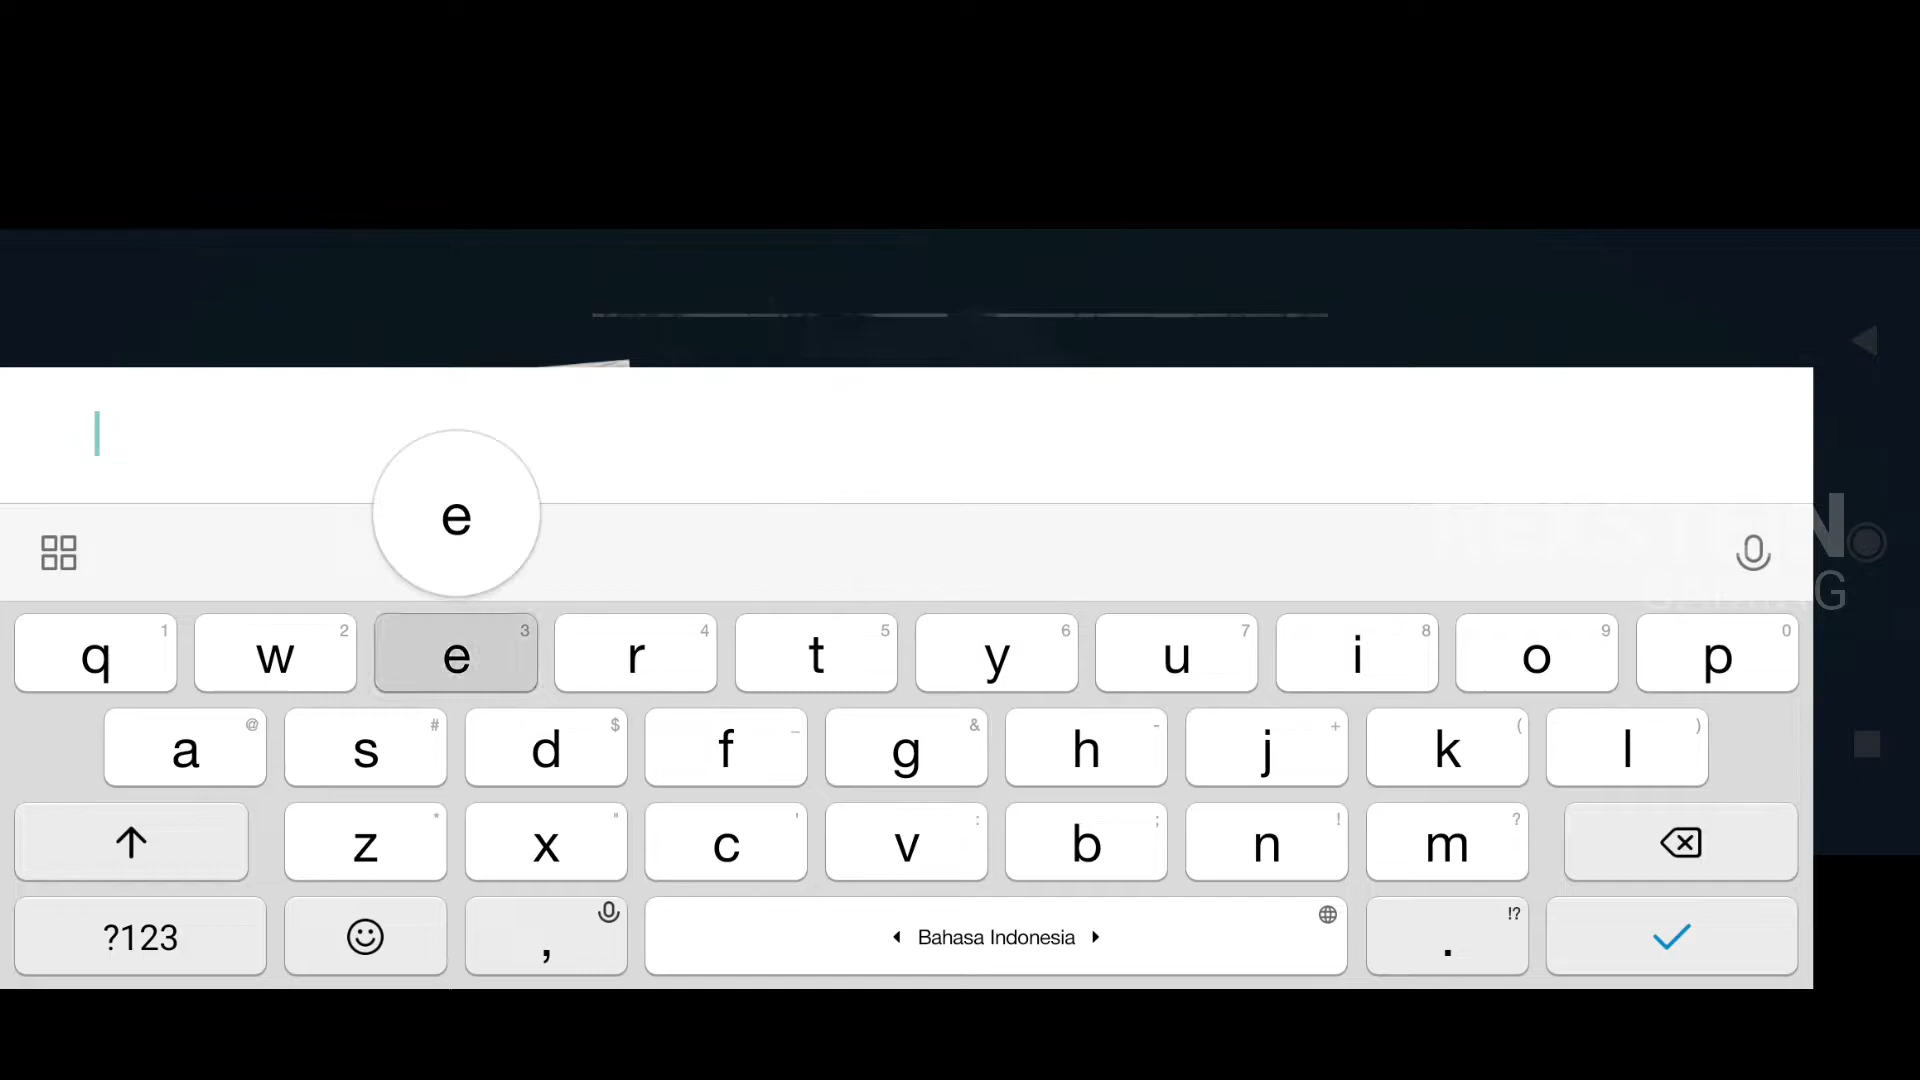 e
q 1 w 2 e 3 r 4 t 5 y 6 u 7 i 8 o 9 p 0
a @ s # d $ f _ g & h - j + k ( l )
z * x " c ' v : b ; n ! m ?
?123 , Bahasa Indonesia . !?